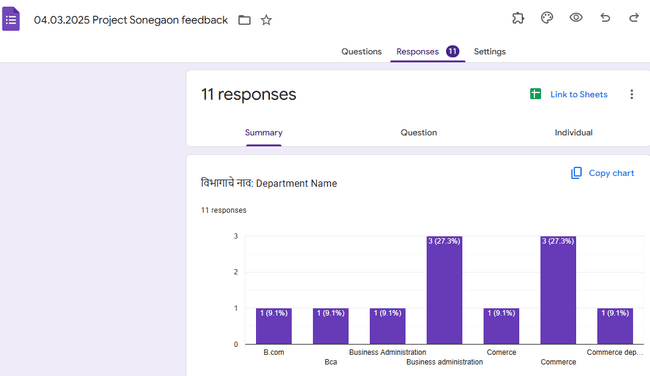 04.03.2025 Project Sonegaon feedback
Questions Responses 11 Settings
11 responses Link to Sheets
Summary Question Individual
विभागाचे नाव: Department Name Copy chart
11 responses
3
2
1
0
1 (9.1%) 1 (9.1%) 1 (9.1%) 3 (27.3%) 1 (9.1%) 3 (27.3%) 1 (9.1%)
B.com Business Administration Comerce Commerce dep...
Bca Business administration Commerce